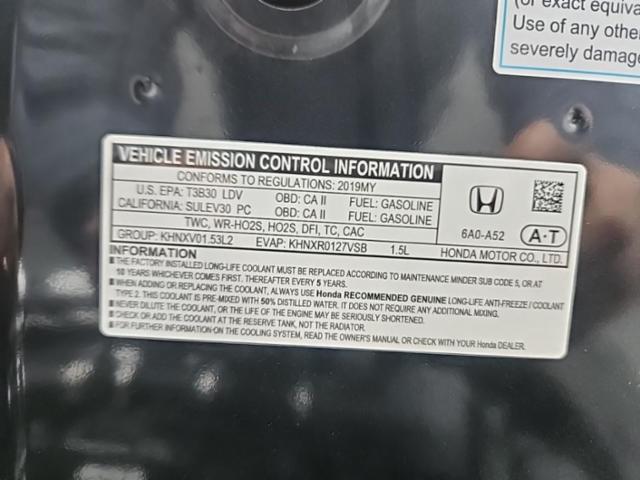 (or exact equiva
Use of any othe
severely damage
VEHICLE EMISSION CONTROL INFORMATION
CONFORMS TO REGULATIONS: 2019MY
U.S. EPA: T3B30 LDV OBD: CA II FUEL: GASOLINE
CALIFORNIA: SULEV30 PC OBD: CA II FUEL: GASOLINE
TWC, WR-HO2S, HO2S, DFI, TC, CAC
GROUP: KHNXV01.53L2 EVAP: KHNXR0127VSB 1.5L
6A0-A52
A-T
HONDA MOTOR CO., LTD.
INFORMATION
■ THE FACTORY INSTALLED LONG-LIFE COOLANT MUST BE REPLACED ACCORDING TO MAINTENANCE MINDER SUB CODE 5, OR AT
10 YEARS WHICHEVER COMES FIRST. THEREAFTER EVERY 5 YEARS.
■ WHEN ADDING OR REPLACING THE COOLANT, ALWAYS USE Honda RECOMMENDED GENUINE LONG-LIFE ANTI-FREEZE / COOLANT
TYPE 2. THIS COOLANT IS PRE-MIXED WITH 50% DISTILLED WATER. IT DOES NOT REQUIRE ANY ADDITIONAL MIXING.
■ NEVER DILUTE THE COOLANT, OR THE LIFE OF THE ENGINE MAY BE SERIOUSLY SHORTENED.
■ CHECK OR ADD THE COOLANT AT THE RESERVE TANK, NOT THE RADIATOR.
■ FOR FURTHER INFORMATION ON THE COOLING SYSTEM, READ THE OWNER'S MANUAL OR CHECK WITH YOUR Honda DEALER.